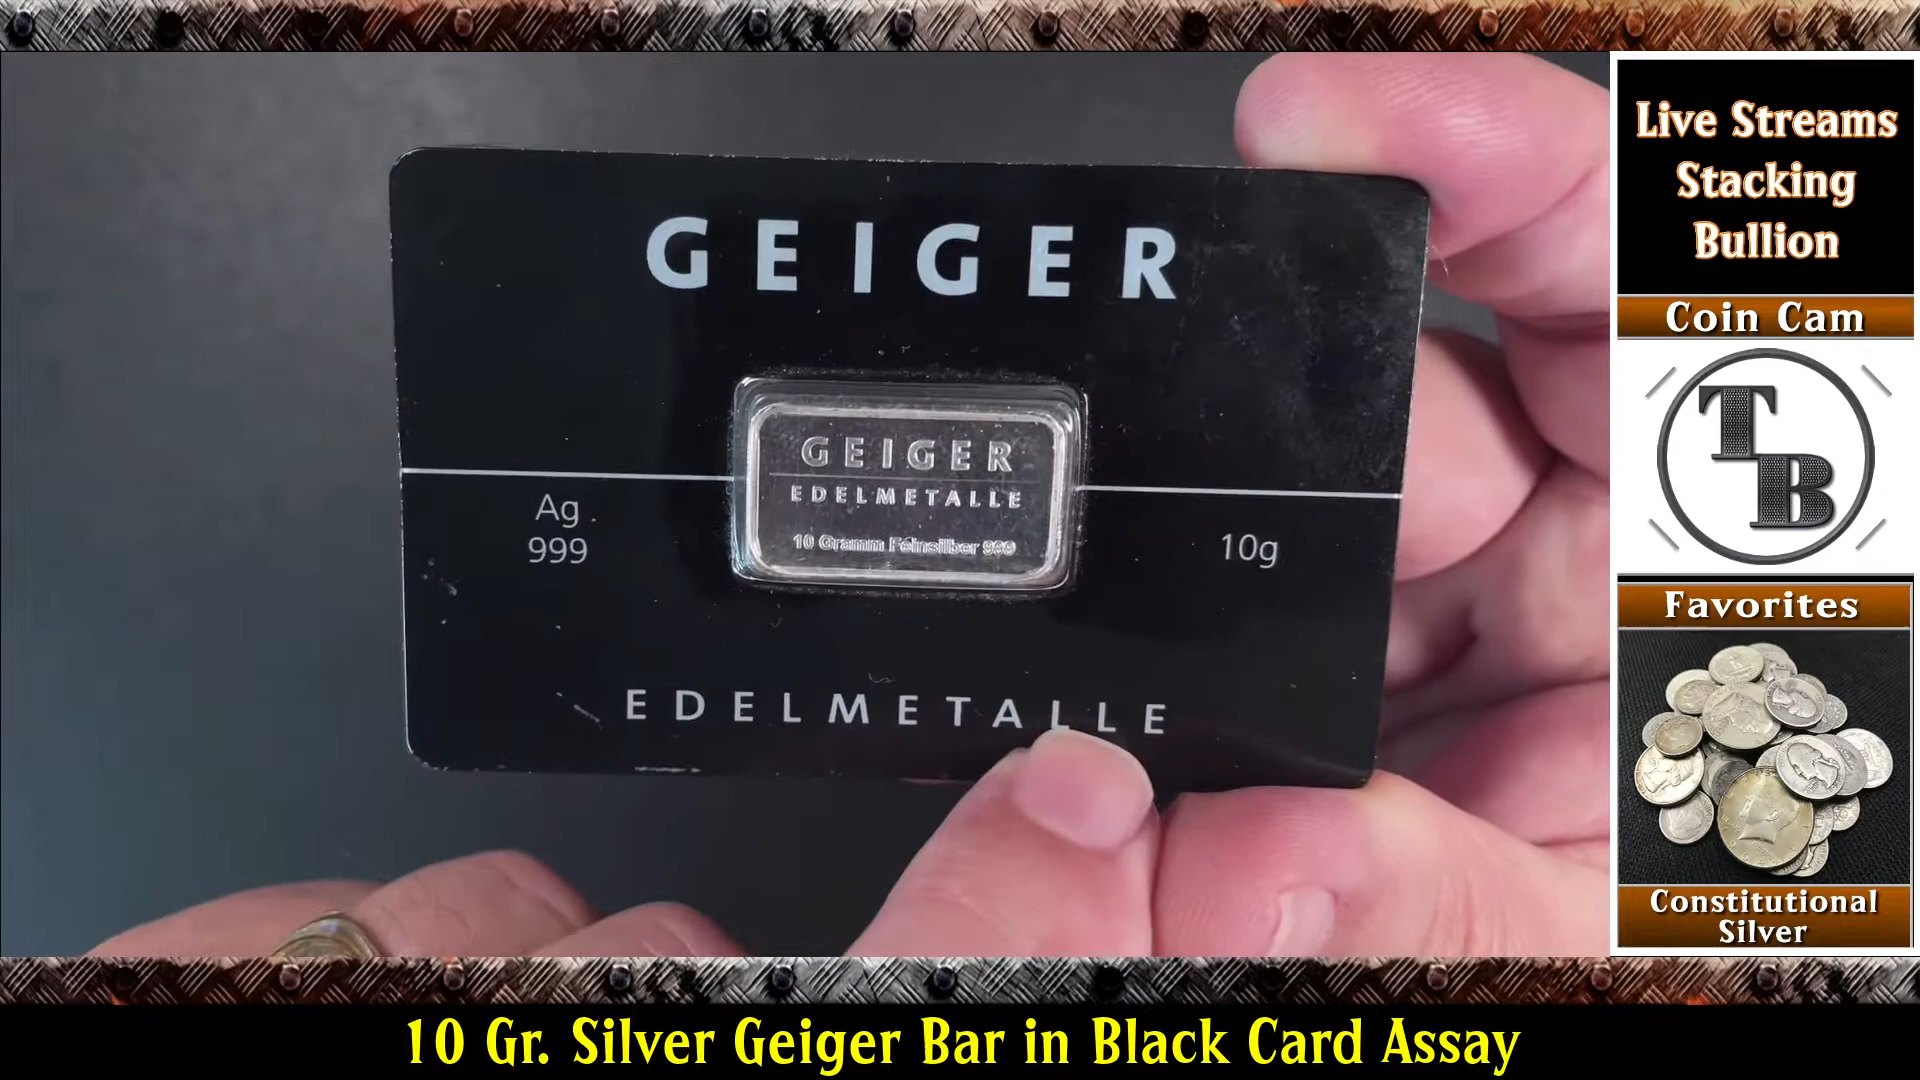 GEIGER
GEIGER
EDELMETALLE
10 Gramm Feinsilber 999
Ag
999
10g
EDELMETALLE
Live Streams
Stacking
Bullion
Coin Cam
TB
Favorites
Constitutional
Silver
10 Gr. Silver Geiger Bar in Black Card Assay